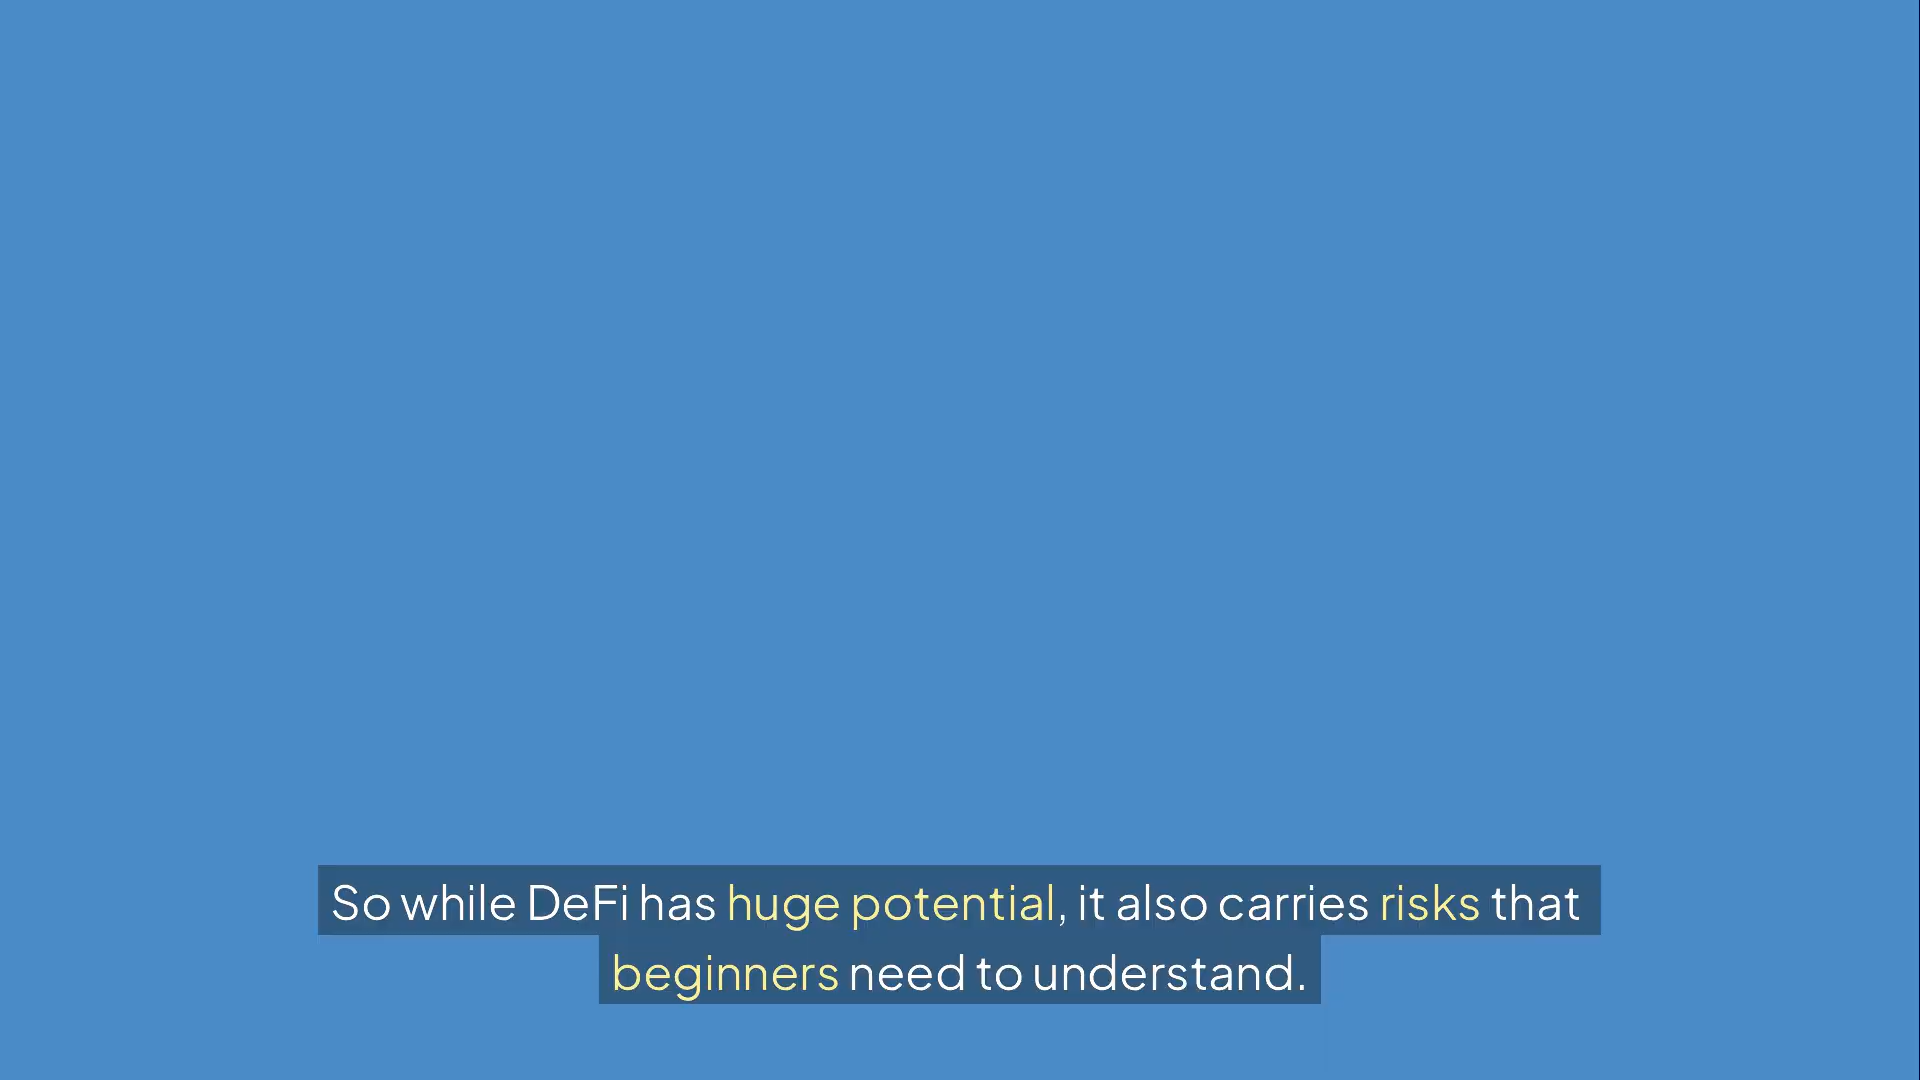 So while DeFi has huge potential, it also carries risks that
beginners need to understand.